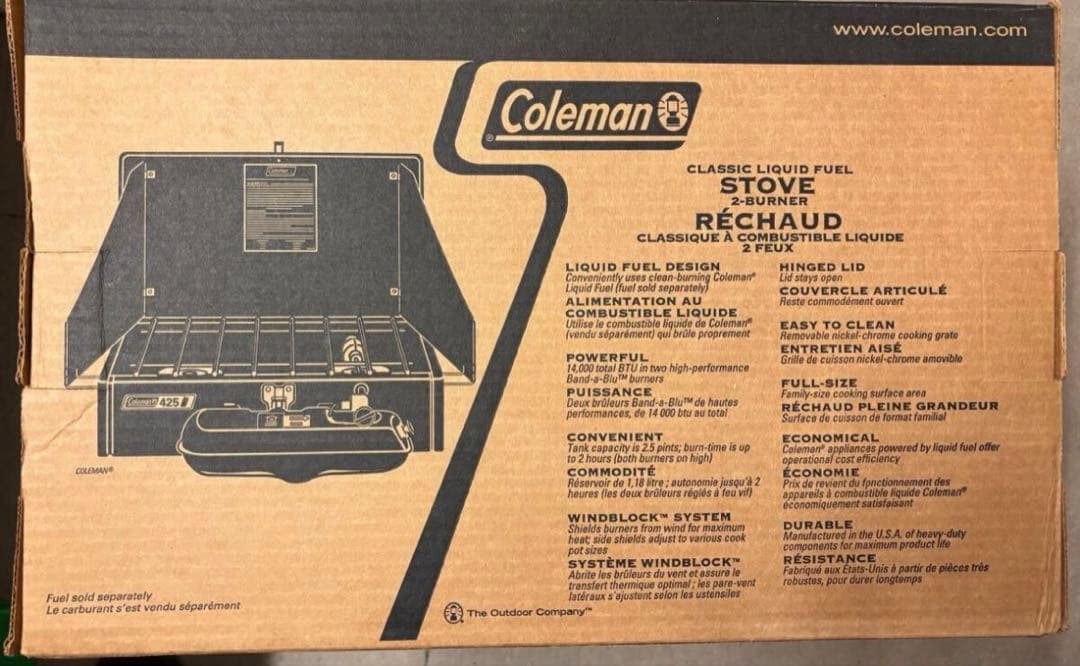 www.coleman.com
Coleman
®
CLASSIC LIQUID FUEL
STOVE
2-BURNER
RÉCHAUD
CLASSIQUE À COMBUSTIBLE LIQUIDE
2 FEUX
LIQUID FUEL DESIGN
Conveniently uses clean-burning Coleman®
Liquid Fuel (fuel sold separately)
ALIMENTATION AU
COMBUSTIBLE LIQUIDE
Utilise le combustible liquide de Coleman®
(vendu séparément) qui brûle proprement
POWERFUL
14,000 total BTU in two high-performance
Band-a-Blu™ burners
PUISSANCE
Deux brûleurs Band-a-Blu™ de hautes
performances, de 14 000 btu au total
CONVENIENT
Tank capacity is 2.5 pints; burn-time is up
to 2 hours (both burners on high)
COMMODITÉ
Réservoir de 1,18 litre ; autonomie jusqu'à 2
heures (les deux brûleurs réglés à feu vif)
WINDBLOCK™ SYSTEM
Shields burners from wind for maximum
heat; side shields adjust to various cook
pot sizes
SYSTÈME WINDBLOCK™
Abrite les brûleurs du vent et assure le
transfert thermique optimal ; les pare-vent
latéraux s'ajustent selon les ustensiles
HINGED LID
Lid stays open
COUVERCLE ARTICULÉ
Reste commodément ouvert
EASY TO CLEAN
Removable nickel-chrome cooking grate
ENTRETIEN AISÉ
Grille de cuisson nickel-chrome amovible
FULL-SIZE
Family-size cooking surface area
RÉCHAUD PLEINE GRANDEUR
Surface de cuisson de format familial
ECONOMICAL
Coleman® appliances powered by liquid fuel offer
operational cost efficiency
ÉCONOMIE
Prix de revient du fonctionnement des
appareils à combustible liquide Coleman®
économiquement satisfaisant
DURABLE
Manufactured in the U.S.A. of heavy-duty
components for maximum product life
RÉSISTANCE
Fabriqué aux États-Unis à partir de pièces très
robustes, pour durer longtemps
Coleman
Coleman 425
COLEMAN®
Fuel sold separately
Le carburant s'est vendu séparément
The Outdoor Company™